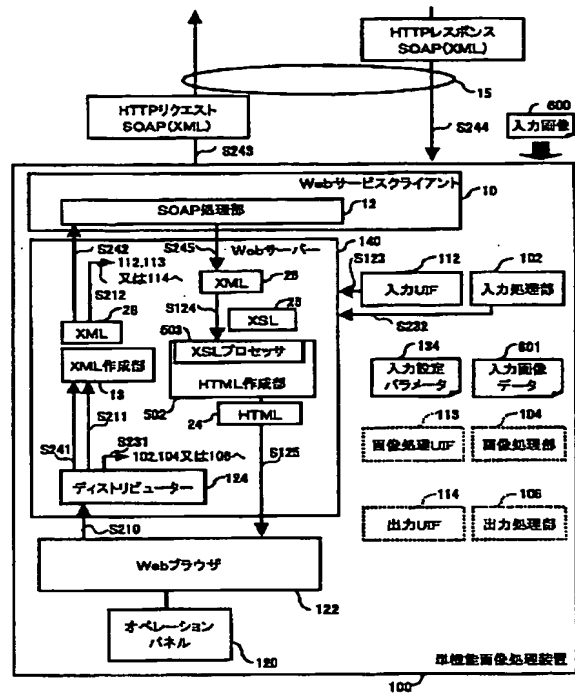 HTTPレスポンス
SOAP(XML)
15
HTTPリクエスト
SOAP(XML)
S243
S244
600
入力画像
Webサービスクライアント
10
SOAP処理部
12
S242
S245
Webサーバー
140
112,113
又は114へ
S212
XML
26
S123
112
入力UIF
102
入力処理部
S232
XML
26
S124
XSL
25
503
XSLプロセッサ
HTML作成部
502
XML作成部
13
134
入力設定
パラメータ
601
入力画像
データ
S241
S211
HTML
24
S231
102,104又は106へ
S125
113
画像処理UIF
104
画像処理部
ディストリビューター
124
114
出力UIF
106
出力処理部
S210
Webブラウザ
122
オペレーション
パネル
120
単機能画像処理装置
100